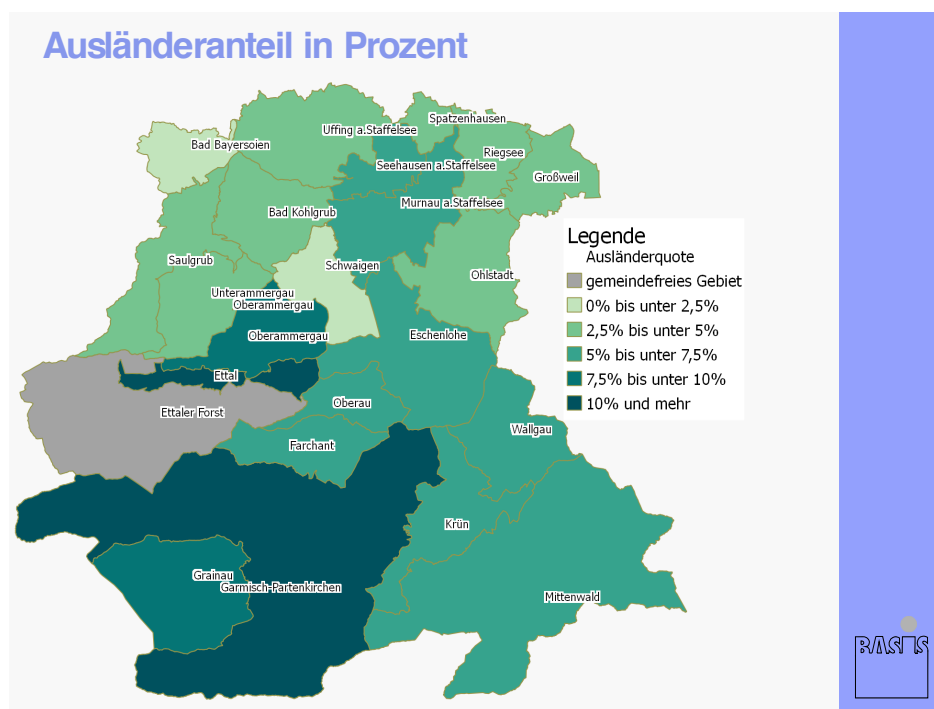 Ausländeranteil in Prozent
Spatzenhausen
Uffing a.Staffelsee
Bad Bayersoien
Riegsee
Seehausen a.Staffelsee
Großweil
Murnau a.Staffelsee
Bad Kohlgrub
Legende
Ausländerquote
gemeindefreies Gebiet
0% bis unter 2,5%
2,5% bis unter 5%
5% bis unter 7,5%
7,5% bis unter 10%
10% und mehr
Saulgrub
Schwaigen
Ohlstadt
Unterammergau
Oberammergau
Oberammergau
Eschenlohe
Ettal
Oberau
Ettaler Forst
Wallgau
Farchant
Krün
Grainau
Garmisch-Partenkirchen
Mittenwald
BASIS